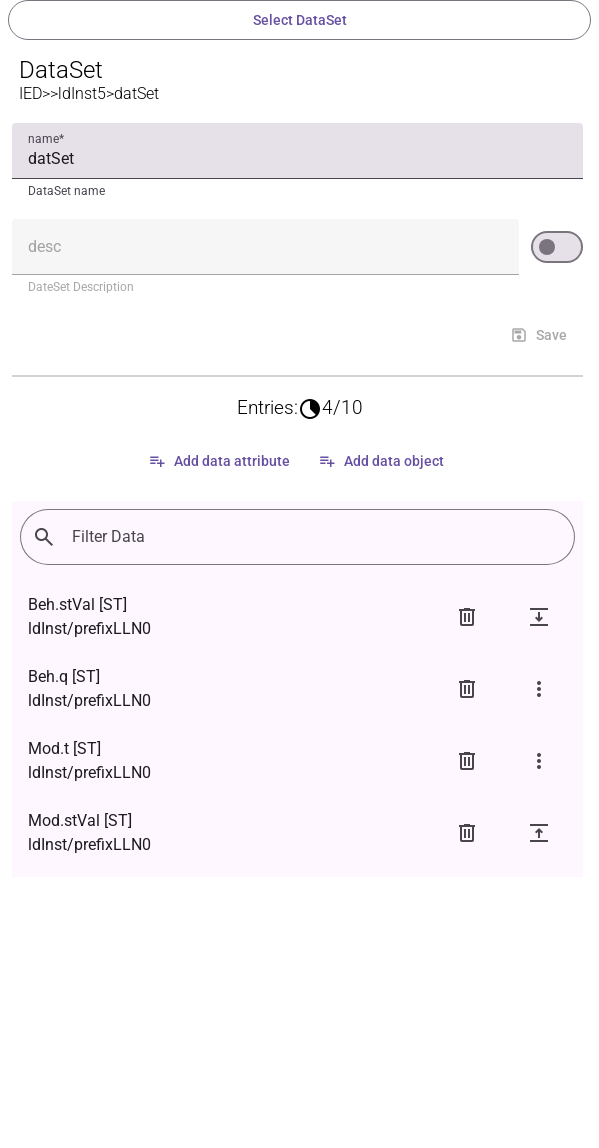 Select DataSet
DataSet
IED>>ldInst5>datSet
name*
datSet
DataSet name
desc
DateSet Description
Save
Entries: 4/10
Add data attribute
Add data object
Filter Data
Beh.stVal [ST]
ldInst/prefixLLN0
Beh.q [ST]
ldInst/prefixLLN0
Mod.t [ST]
ldInst/prefixLLN0
Mod.stVal [ST]
ldInst/prefixLLN0